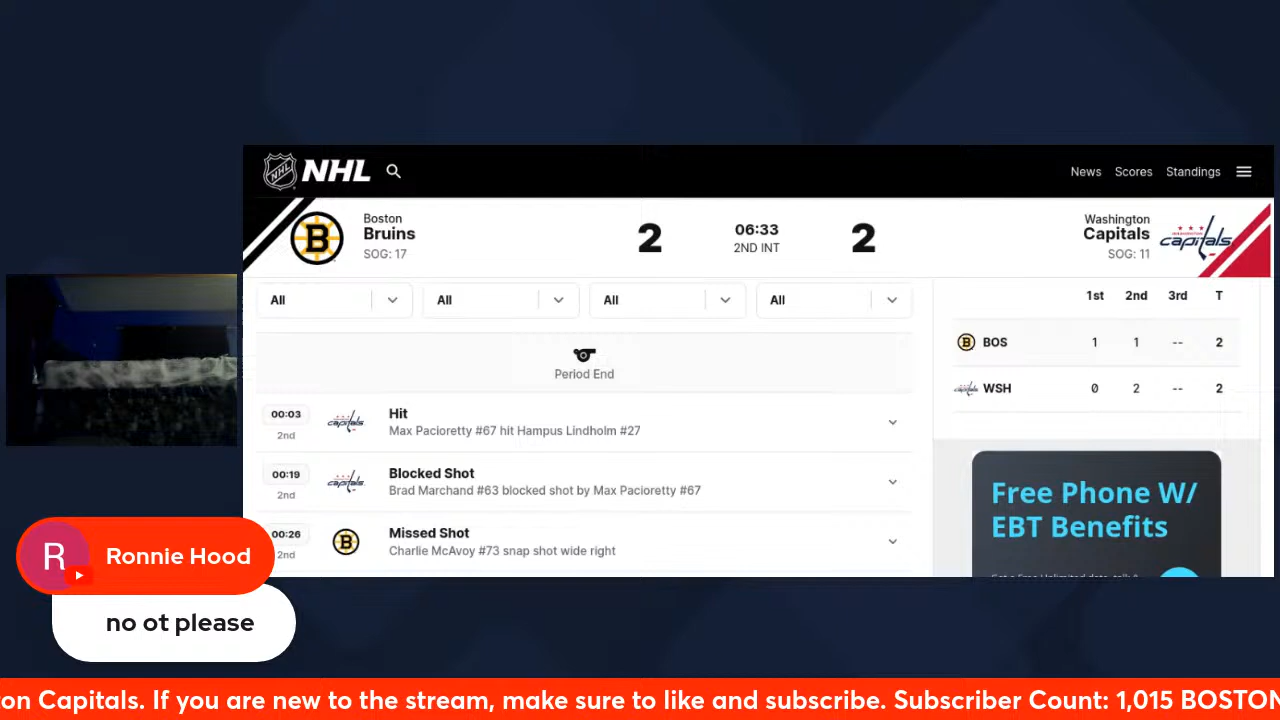 NHL
NHL
News Scores Standings
Boston
Bruins
SOG: 17
2
06:33
2ND INT
2
Washington
Capitals
SOG: 11
capitals
B
All All All All
1st 2nd 3rd T
B BOS 1 1 -- 2
capitals WSH 0 2 -- 2
Period End
00:03
2nd
capitals
Hit
Max Pacioretty #67 hit Hampus Lindholm #27
00:19
2nd
capitals
Blocked Shot
Brad Marchand #63 blocked shot by Max Pacioretty #67
00:26
2nd
B
Missed Shot
Charlie McAvoy #73 snap shot wide right
Free Phone W/
EBT Benefits
R
Ronnie Hood
no ot please
on Capitals. If you are new to the stream, make sure to like and subscribe. Subscriber Count: 1,015 BOSTON